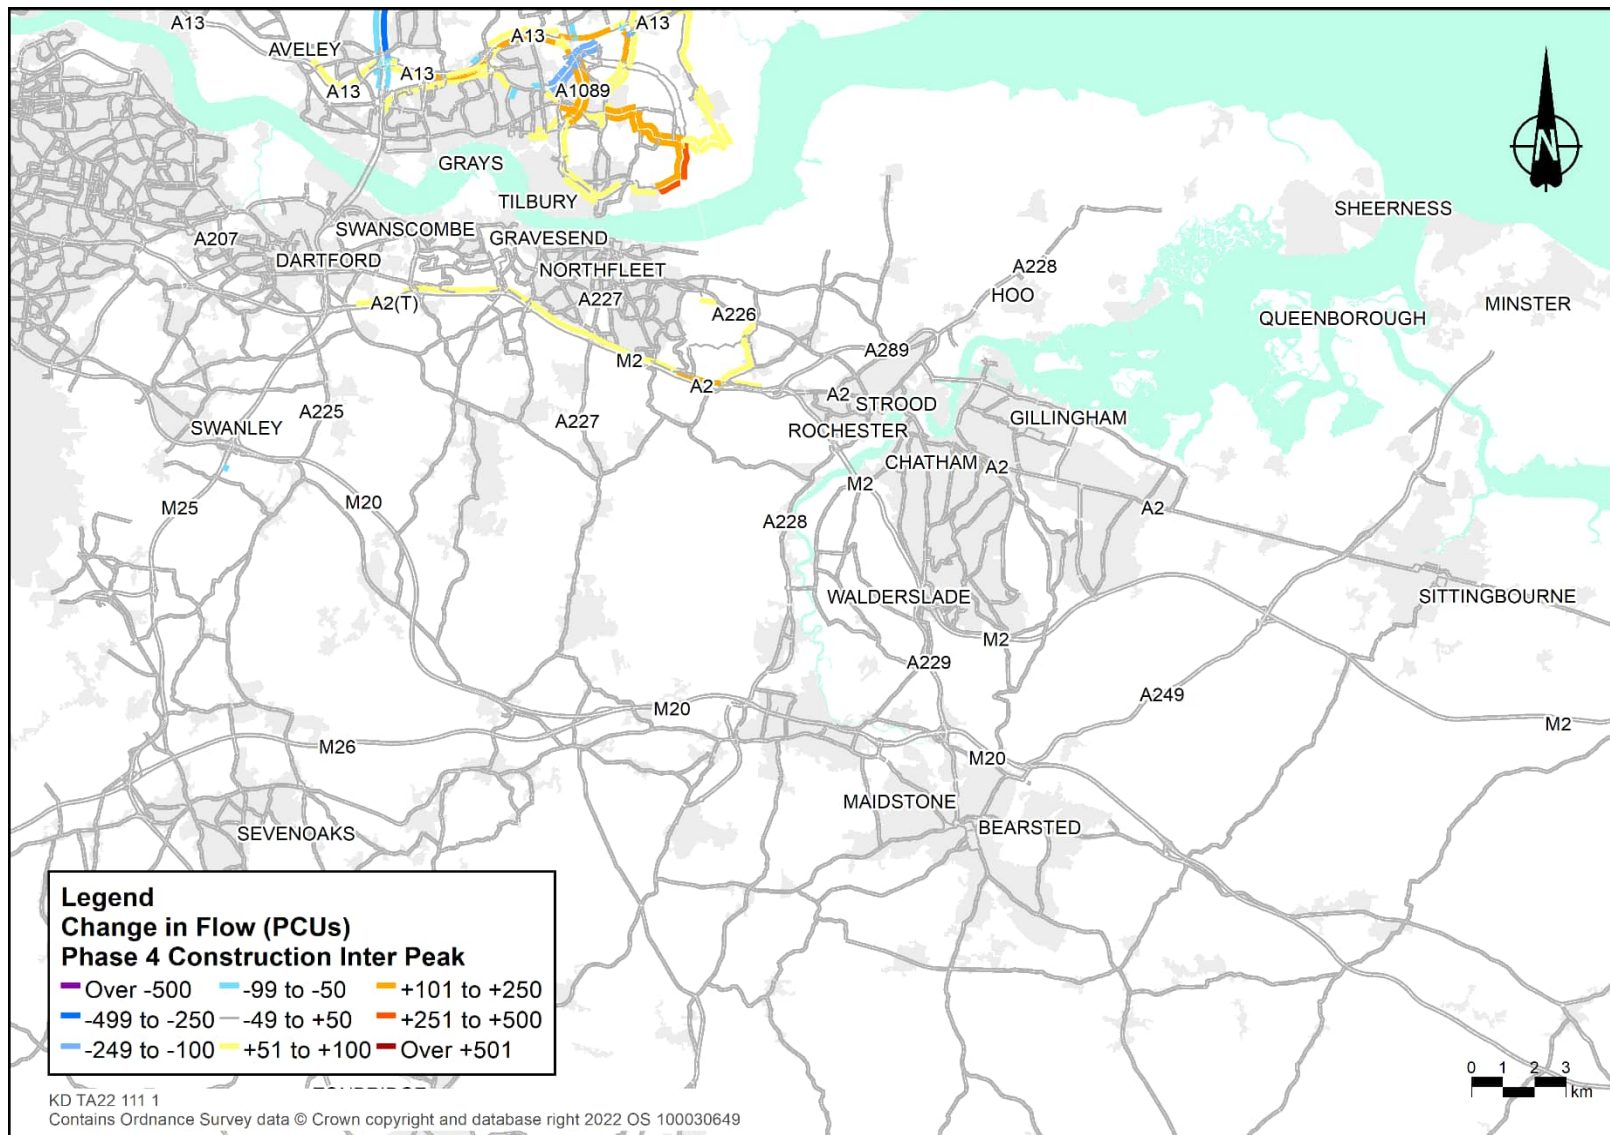 A13
A13
AVELEY
A13
A13
A13
A1089
GRAYS
TILBURY
SHEERNESS
SWANSCOMBE
A207
GRAVESEND
DARTFORD
NORTHFLEET
A228
HOO
MINSTER
A2(T)
A227
A226
QUEENBOROUGH
A289
M2
A2
A2
STROOD
A225
SWANLEY
A227
ROCHESTER
GILLINGHAM
CHATHAM
A2
M2
M25
M20
A228
A2
WALDERSLADE
SITTINGBOURNE
M2
A229
A249
M20
M2
M26
M20
MAIDSTONE
BEARSTED
SEVENOAKS
N
Legend
Change in Flow (PCUs)
Phase 4 Construction Inter Peak
Over -500 -99 to -50 +101 to +250
-499 to -250 -49 to +50 +251 to +500
-249 to -100 +51 to +100 Over +501
0 1 2 3
km
KD TA22 111 1
Contains Ordnance Survey data © Crown copyright and database right 2022 OS 100030649